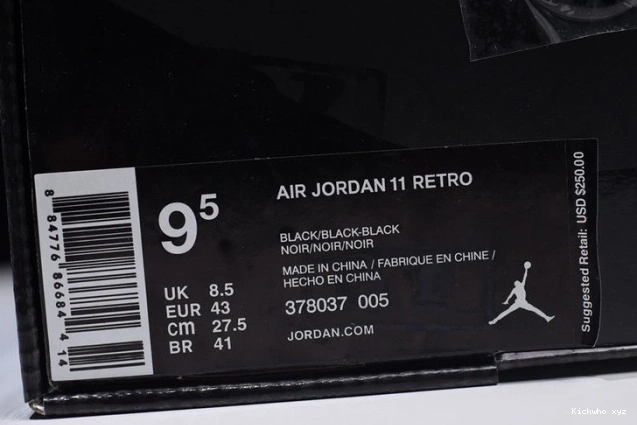 8 84776 86684 4 14
9⁵
UK 8.5
EUR 43
CM 27.5
BR 41
AIR JORDAN 11 RETRO
BLACK/BLACK-BLACK
NOIR/NOIR/NOIR
MADE IN CHINA / FABRIQUE EN CHINE /
HECHO EN CHINA
378037 005
JORDAN.COM
Suggested Retail: USD $250.00
Kickwho xyz